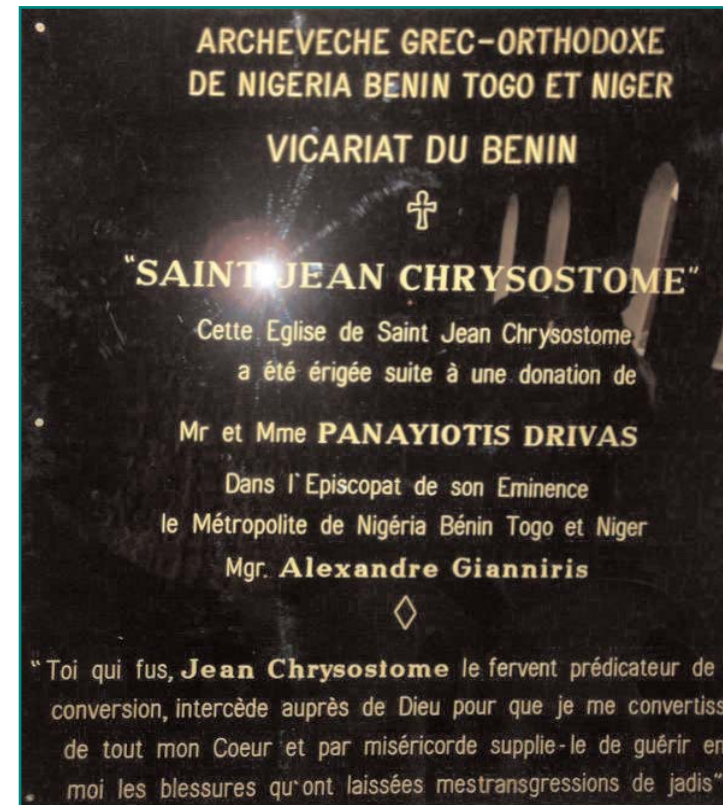 ARCHEVECHE GREC-ORTHODOXE
DE NIGERIA BENIN TOGO ET NIGER
VICARIAT DU BENIN
"SAINT JEAN CHRYSOSTOME"
Cette Eglise de Saint Jean Chrysostome
a été érigée suite à une donation de
Mr et Mme PANAYIOTIS DRIVAS
Dans l'Episcopat de son Eminence
le Métropolite de Nigéria Bénin Togo et Niger
Mgr. Alexandre Gianniris
"Toi qui fus, Jean Chrysostome le fervent prédicateur de
conversion, intercède auprès de Dieu pour que je me convertiss
de tout mon Coeur et par miséricorde supplie-le de guérir en
moi les blessures qu'ont laissées mestransgressions de jadis"